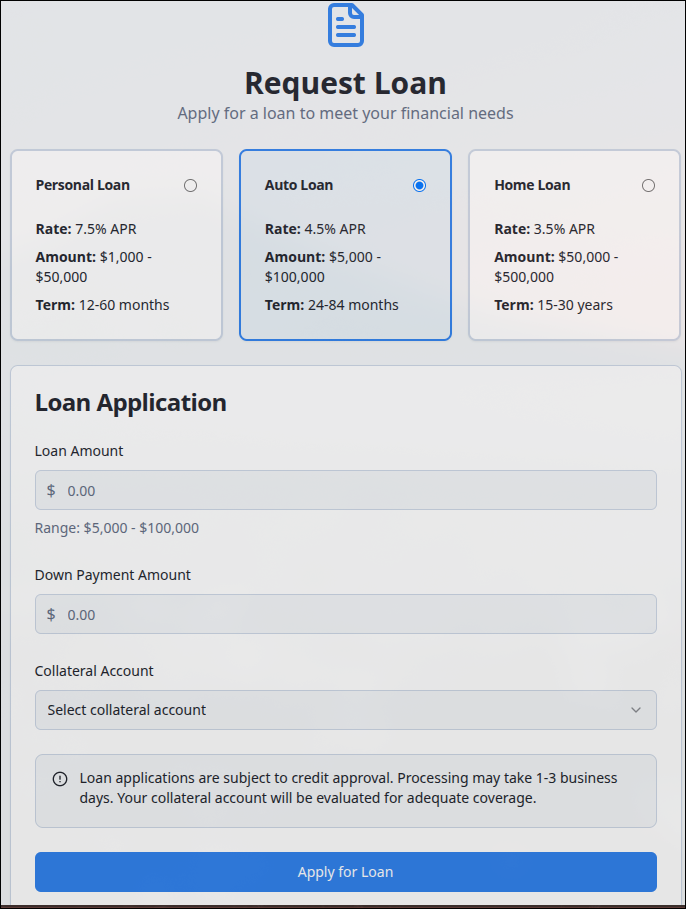 Request Loan
Apply for a loan to meet your financial needs
Personal Loan
Rate: 7.5% APR
Amount: $1,000 -
$50,000
Term: 12-60 months
Auto Loan
Rate: 4.5% APR
Amount: $5,000 -
$100,000
Term: 24-84 months
Home Loan
Rate: 3.5% APR
Amount: $50,000 -
$500,000
Term: 15-30 years
Loan Application
Loan Amount
$ 0.00
Range: $5,000 - $100,000
Down Payment Amount
$ 0.00
Collateral Account
Select collateral account
Loan applications are subject to credit approval. Processing may take 1-3 business
days. Your collateral account will be evaluated for adequate coverage.
Apply for Loan